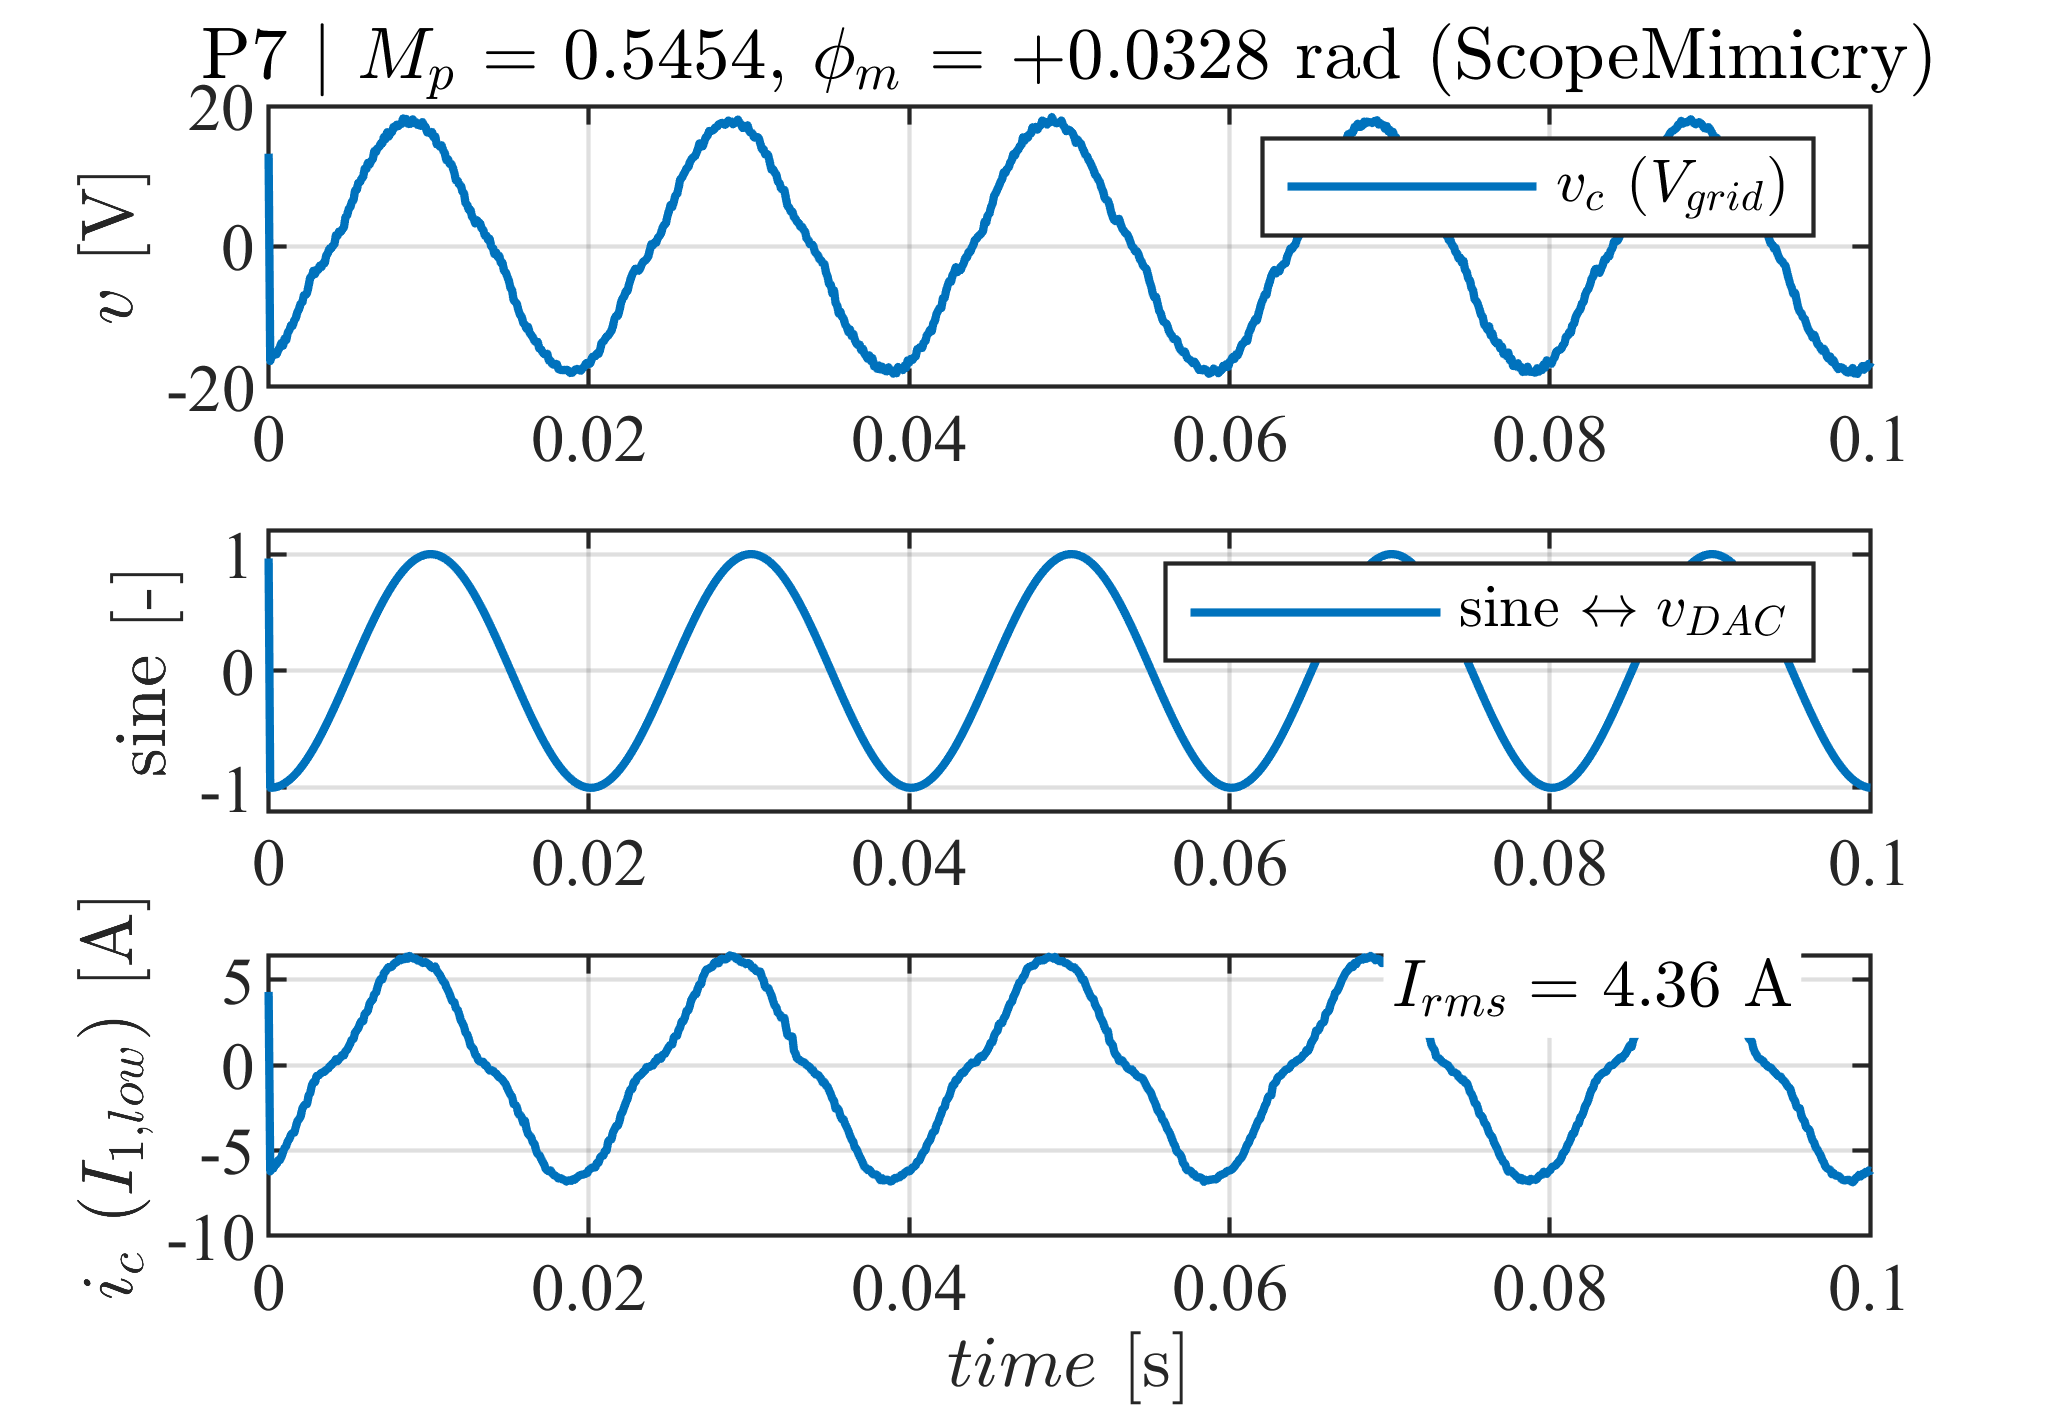 P7 | M_p = 0.5454, ϕ_m = +0.0328 rad (ScopeMimicry)
20
0
-20
v [V]
v_c (V_grid)
0 0.02 0.04 0.06 0.08 0.1
1
0
-1
sine [-]
sine ↔ v_DAC
0 0.02 0.04 0.06 0.08 0.1
5
0
-5
-10
i_c (I_1,low) [A]
I_rms = 4.36 A
0 0.02 0.04 0.06 0.08 0.1
time [s]